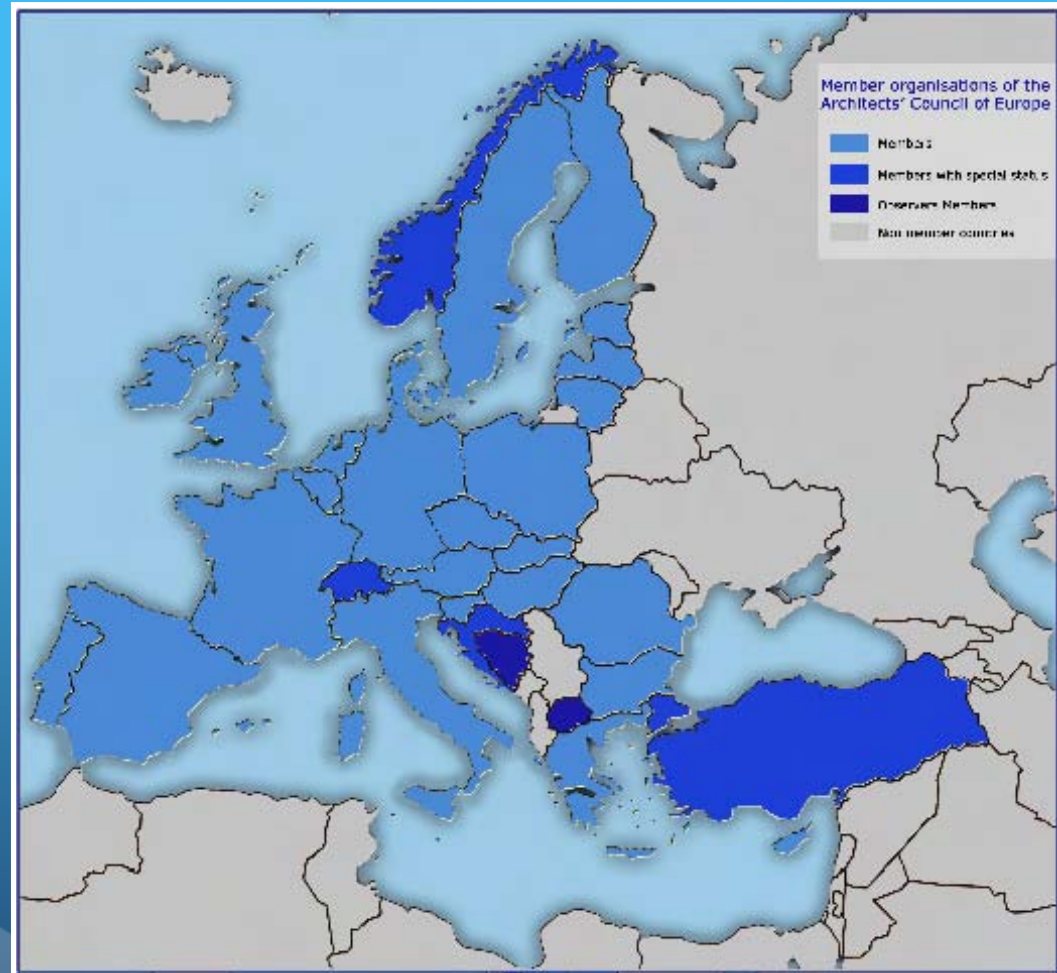 Member organisations of the
Architects' Council of Europe
Members
Members with special status
Observers Members
Non member countries